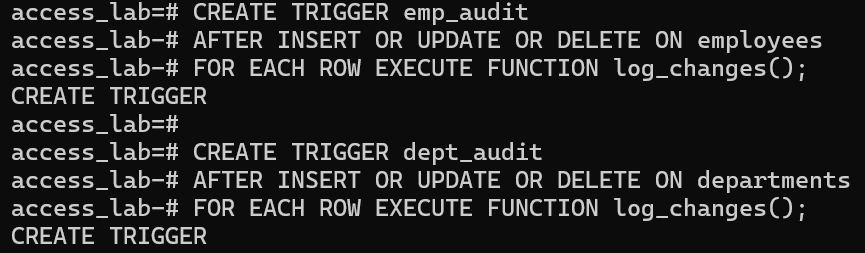 access_lab=# CREATE TRIGGER emp_audit
access_lab-# AFTER INSERT OR UPDATE OR DELETE ON employees
access_lab-# FOR EACH ROW EXECUTE FUNCTION log_changes();
CREATE TRIGGER
access_lab=#
access_lab=# CREATE TRIGGER dept_audit
access_lab-# AFTER INSERT OR UPDATE OR DELETE ON departments
access_lab-# FOR EACH ROW EXECUTE FUNCTION log_changes();
CREATE TRIGGER